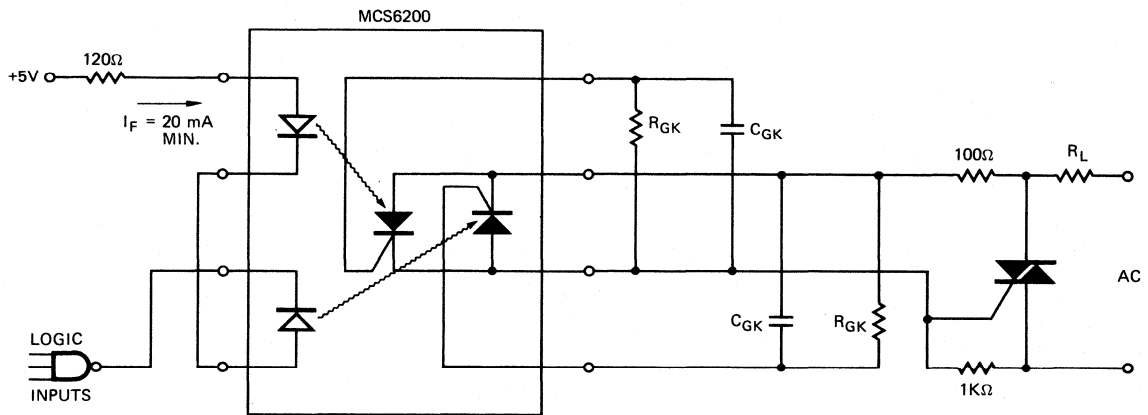 MCS6200
+5V
120Ω
I_F = 20 mA
MIN.
R_GK
C_GK
100Ω
R_L
AC
C_GK
R_GK
1KΩ
LOGIC
INPUTS